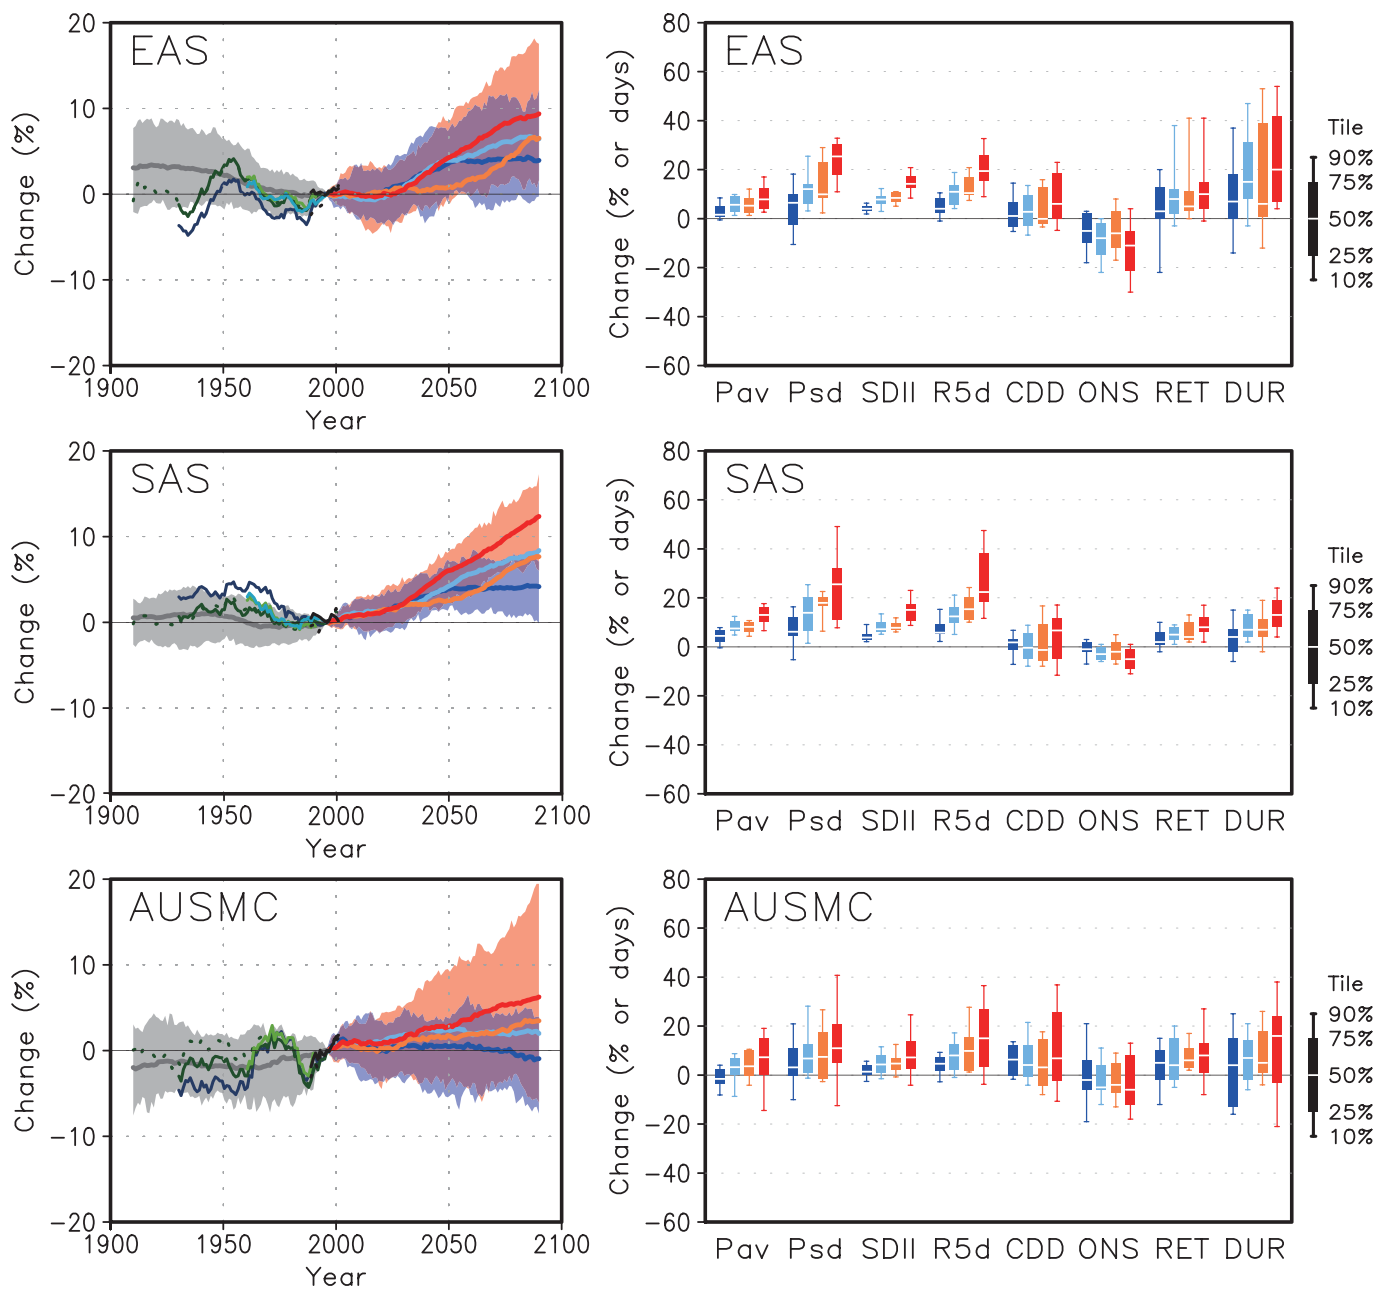 20
10
0
−10
−20
Change (%)
EAS
1900 1950 2000 2050 2100
Year
80
60
40
20
0
−20
−40
−60
Change (% or days)
EAS
Pav Psd SDII R5d CDD ONS RET DUR
Tile
90%
75%
50%
25%
10%
20
10
0
−10
−20
Change (%)
SAS
1900 1950 2000 2050 2100
Year
80
60
40
20
0
−20
−40
−60
Change (% or days)
SAS
Pav Psd SDII R5d CDD ONS RET DUR
Tile
90%
75%
50%
25%
10%
20
10
0
−10
−20
Change (%)
AUSMC
1900 1950 2000 2050 2100
Year
80
60
40
20
0
−20
−40
−60
Change (% or days)
AUSMC
Pav Psd SDII R5d CDD ONS RET DUR
Tile
90%
75%
50%
25%
10%